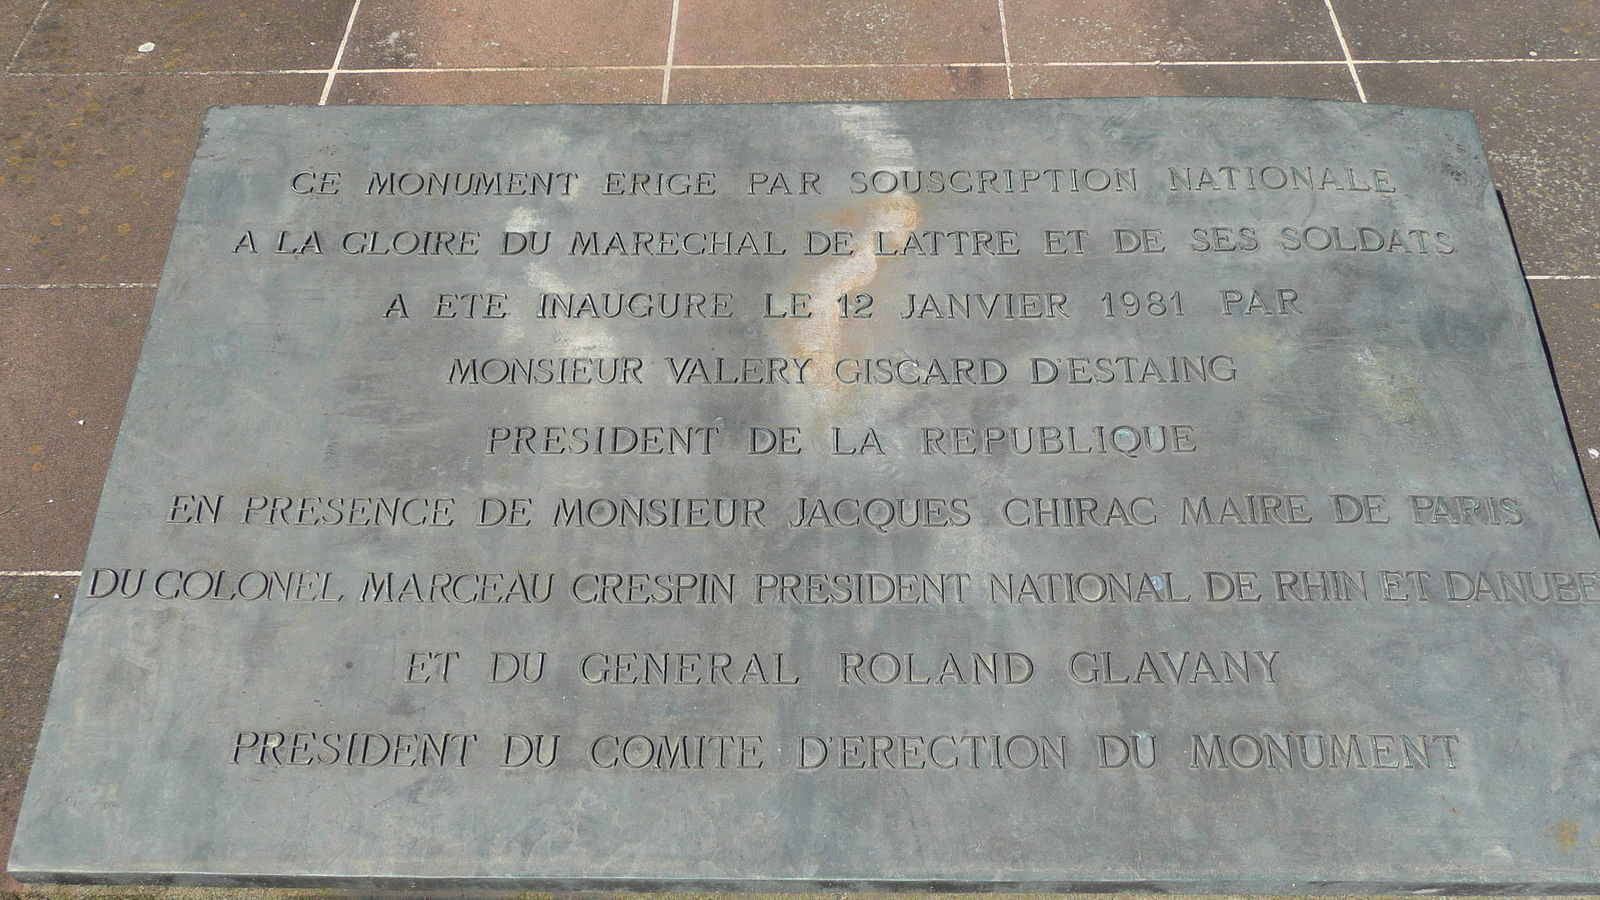 CE MONUMENT ERIGE PAR SOUSCRIPTION NATIONALE
A LA GLOIRE DU MARECHAL DE LATTRE ET DE SES SOLDATS
A ETE INAUGURE LE 12 JANVIER 1981 PAR
MONSIEUR VALERY GISCARD D'ESTAING
PRESIDENT DE LA REPUBLIQUE
EN PRESENCE DE MONSIEUR JACQUES CHIRAC MAIRE DE PARIS
DU COLONEL MARCEAU CRESPIN PRESIDENT NATIONAL DE RHIN ET DANUBE
ET DU GENERAL ROLAND GLAVANY
PRESIDENT DU COMITE D'ERECTION DU MONUMENT